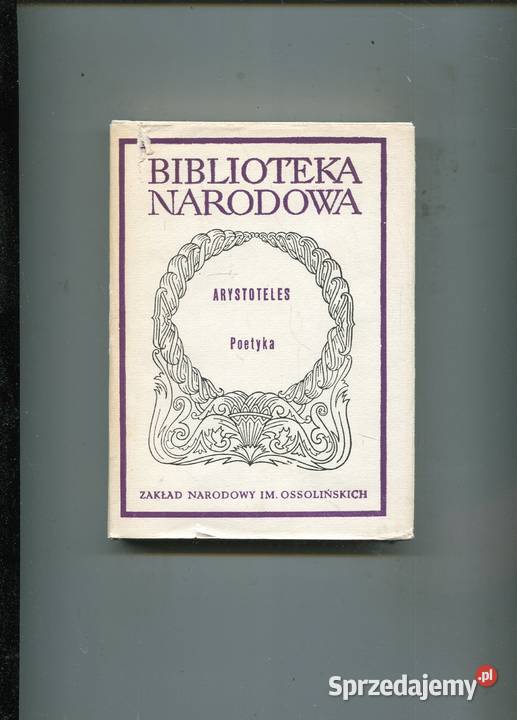 BIBLIOTEKA
NARODOWA
ARYSTOTELES
Poetyka
ZAKŁAD NARODOWY IM. OSSOLIŃSKICH
Sprzedajemy.pl